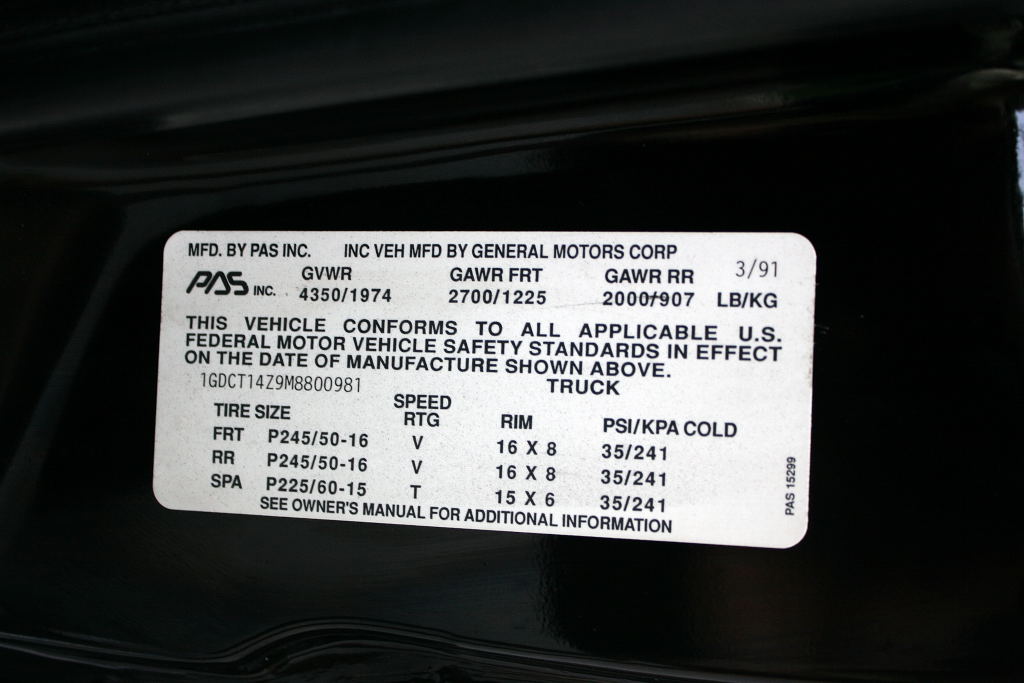 MFD. BY PAS INC. INC VEH MFD BY GENERAL MOTORS CORP
GVWR GAWR FRT GAWR RR 3/91
PAS INC. 4350/1974 2700/1225 2000/907 LB/KG
THIS VEHICLE CONFORMS TO ALL APPLICABLE U.S.
FEDERAL MOTOR VEHICLE SAFETY STANDARDS IN EFFECT
ON THE DATE OF MANUFACTURE SHOWN ABOVE.
1GDCT14Z9M8800981 TRUCK
TIRE SIZE SPEED RTG RIM PSI/KPA COLD
FRT P245/50-16 V 16 X 8 35/241
RR P245/50-16 V 16 X 8 35/241
SPA P225/60-15 T 15 X 6 35/241
SEE OWNER'S MANUAL FOR ADDITIONAL INFORMATION
PAS 15299